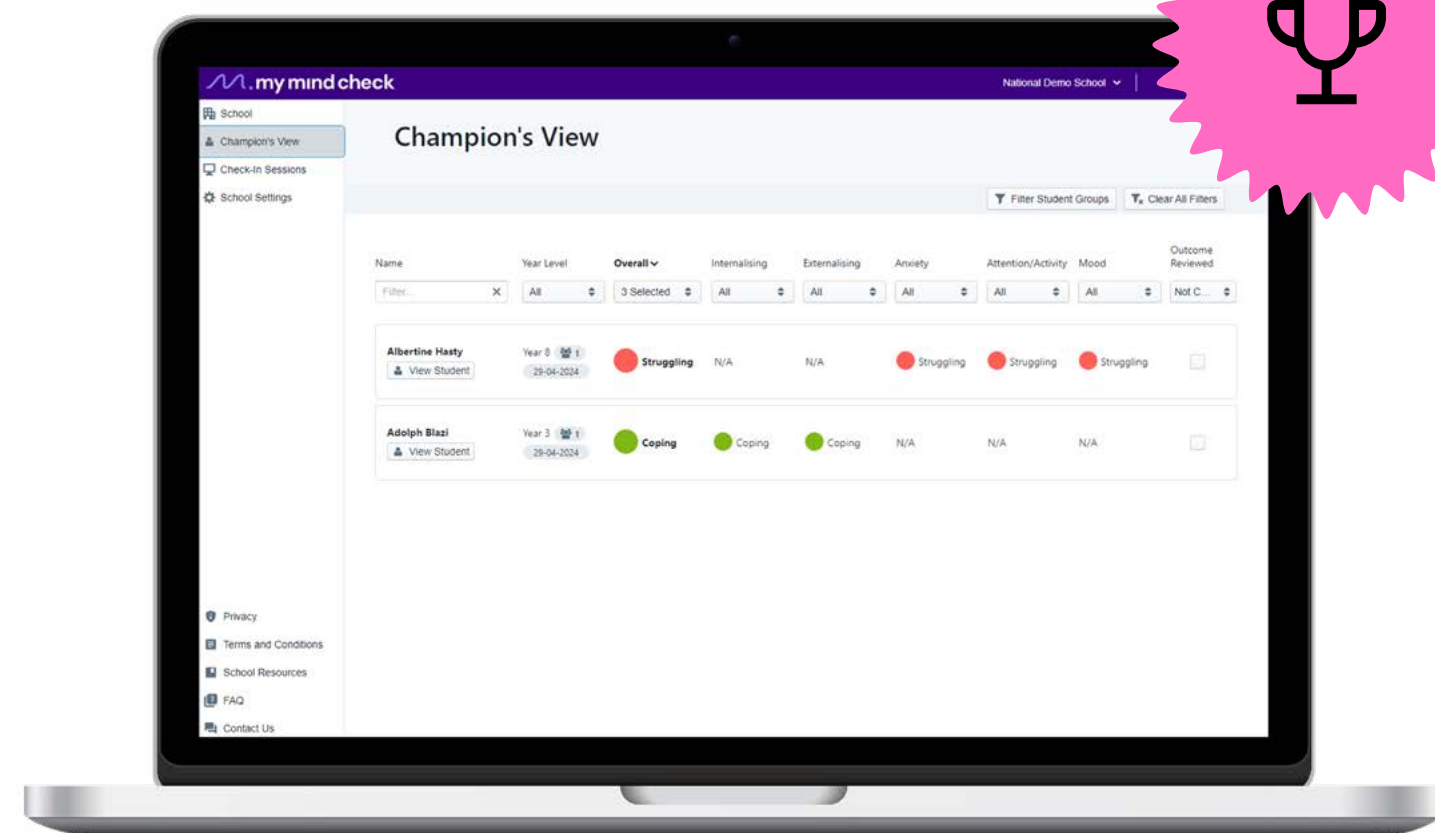 my mind check
National Demo School
School
Champion's View
Check-In Sessions
School Settings
Champion's View
Filter Student Groups
Clear All Filters
Name
Year Level
Overall
Internalising
Externalising
Anxiety
Attention/Activity
Mood
Outcome
Reviewed
Filter...
All
3 Selected
All
All
All
All
All
Not C...
Albertine Hasty
View Student
Year 8
1
29-04-2024
Struggling
N/A
N/A
Struggling
Struggling
Struggling
Adolph Blazi
View Student
Year 3
1
29-04-2024
Coping
Coping
Coping
N/A
N/A
N/A
Privacy
Terms and Conditions
School Resources
FAQ
Contact Us